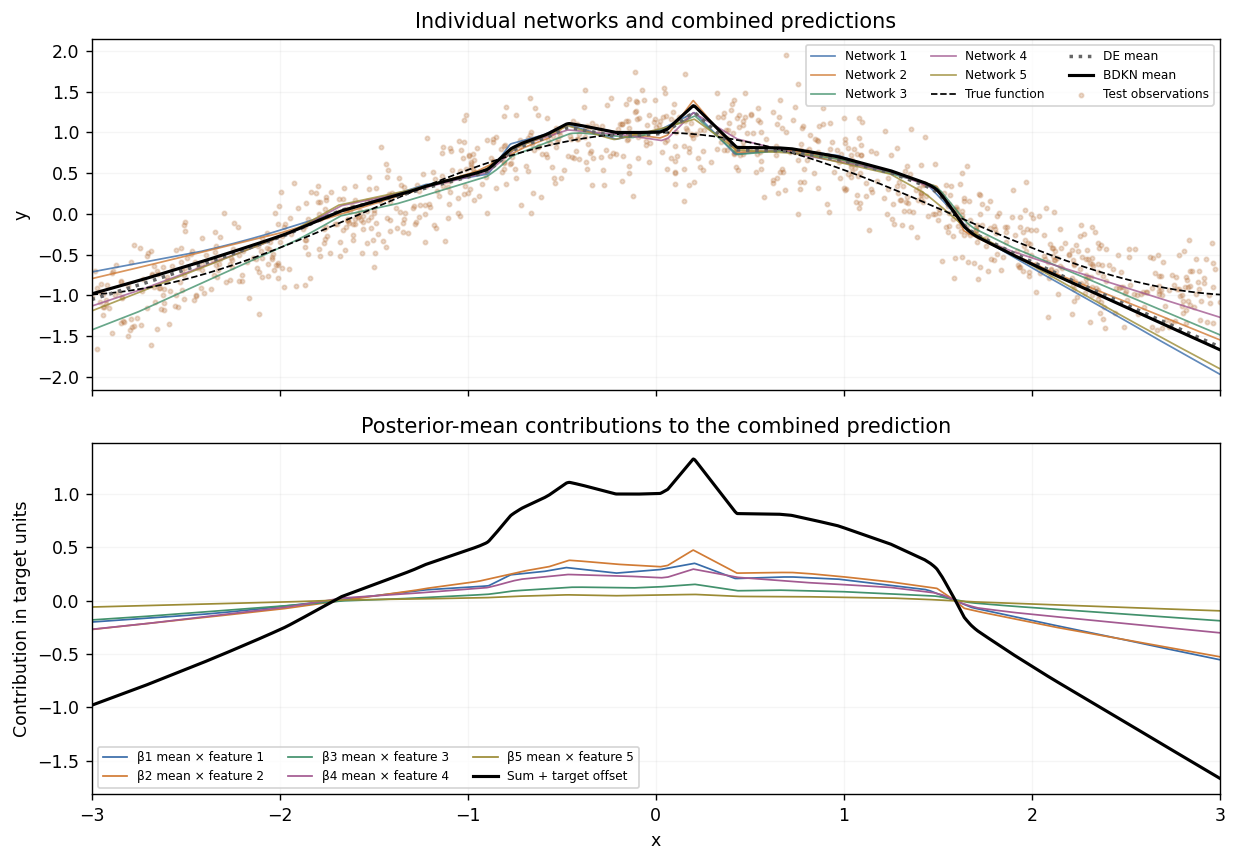 Individual networks and combined predictions
2.0
1.5
1.0
0.5
0.0
−0.5
−1.0
−1.5
−2.0
y
Network 1 Network 4 DE mean
Network 2 Network 5 BDKN mean
Network 3 True function Test observations
Posterior-mean contributions to the combined prediction
1.0
0.5
0.0
−0.5
−1.0
−1.5
Contribution in target units
β1 mean × feature 1 β3 mean × feature 3 β5 mean × feature 5
β2 mean × feature 2 β4 mean × feature 4 Sum + target offset
−3 −2 −1 0 1 2 3
x